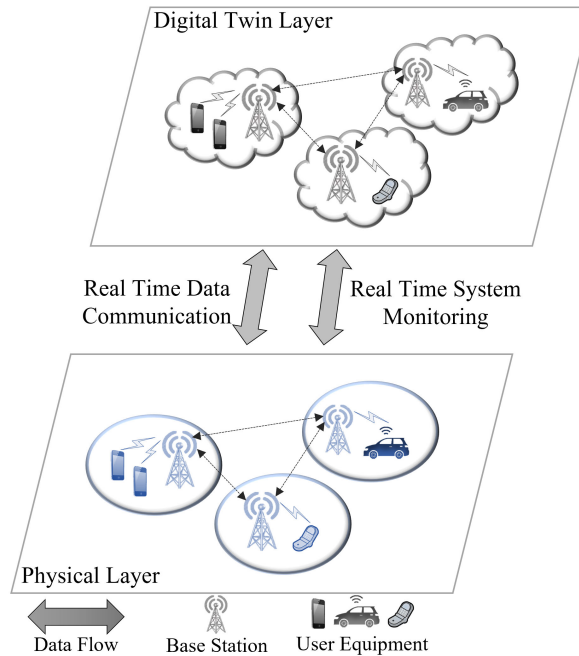 Digital Twin Layer
Real Time Data
Communication
Real Time System
Monitoring
Physical Layer
Data Flow
Base Station
User Equipment